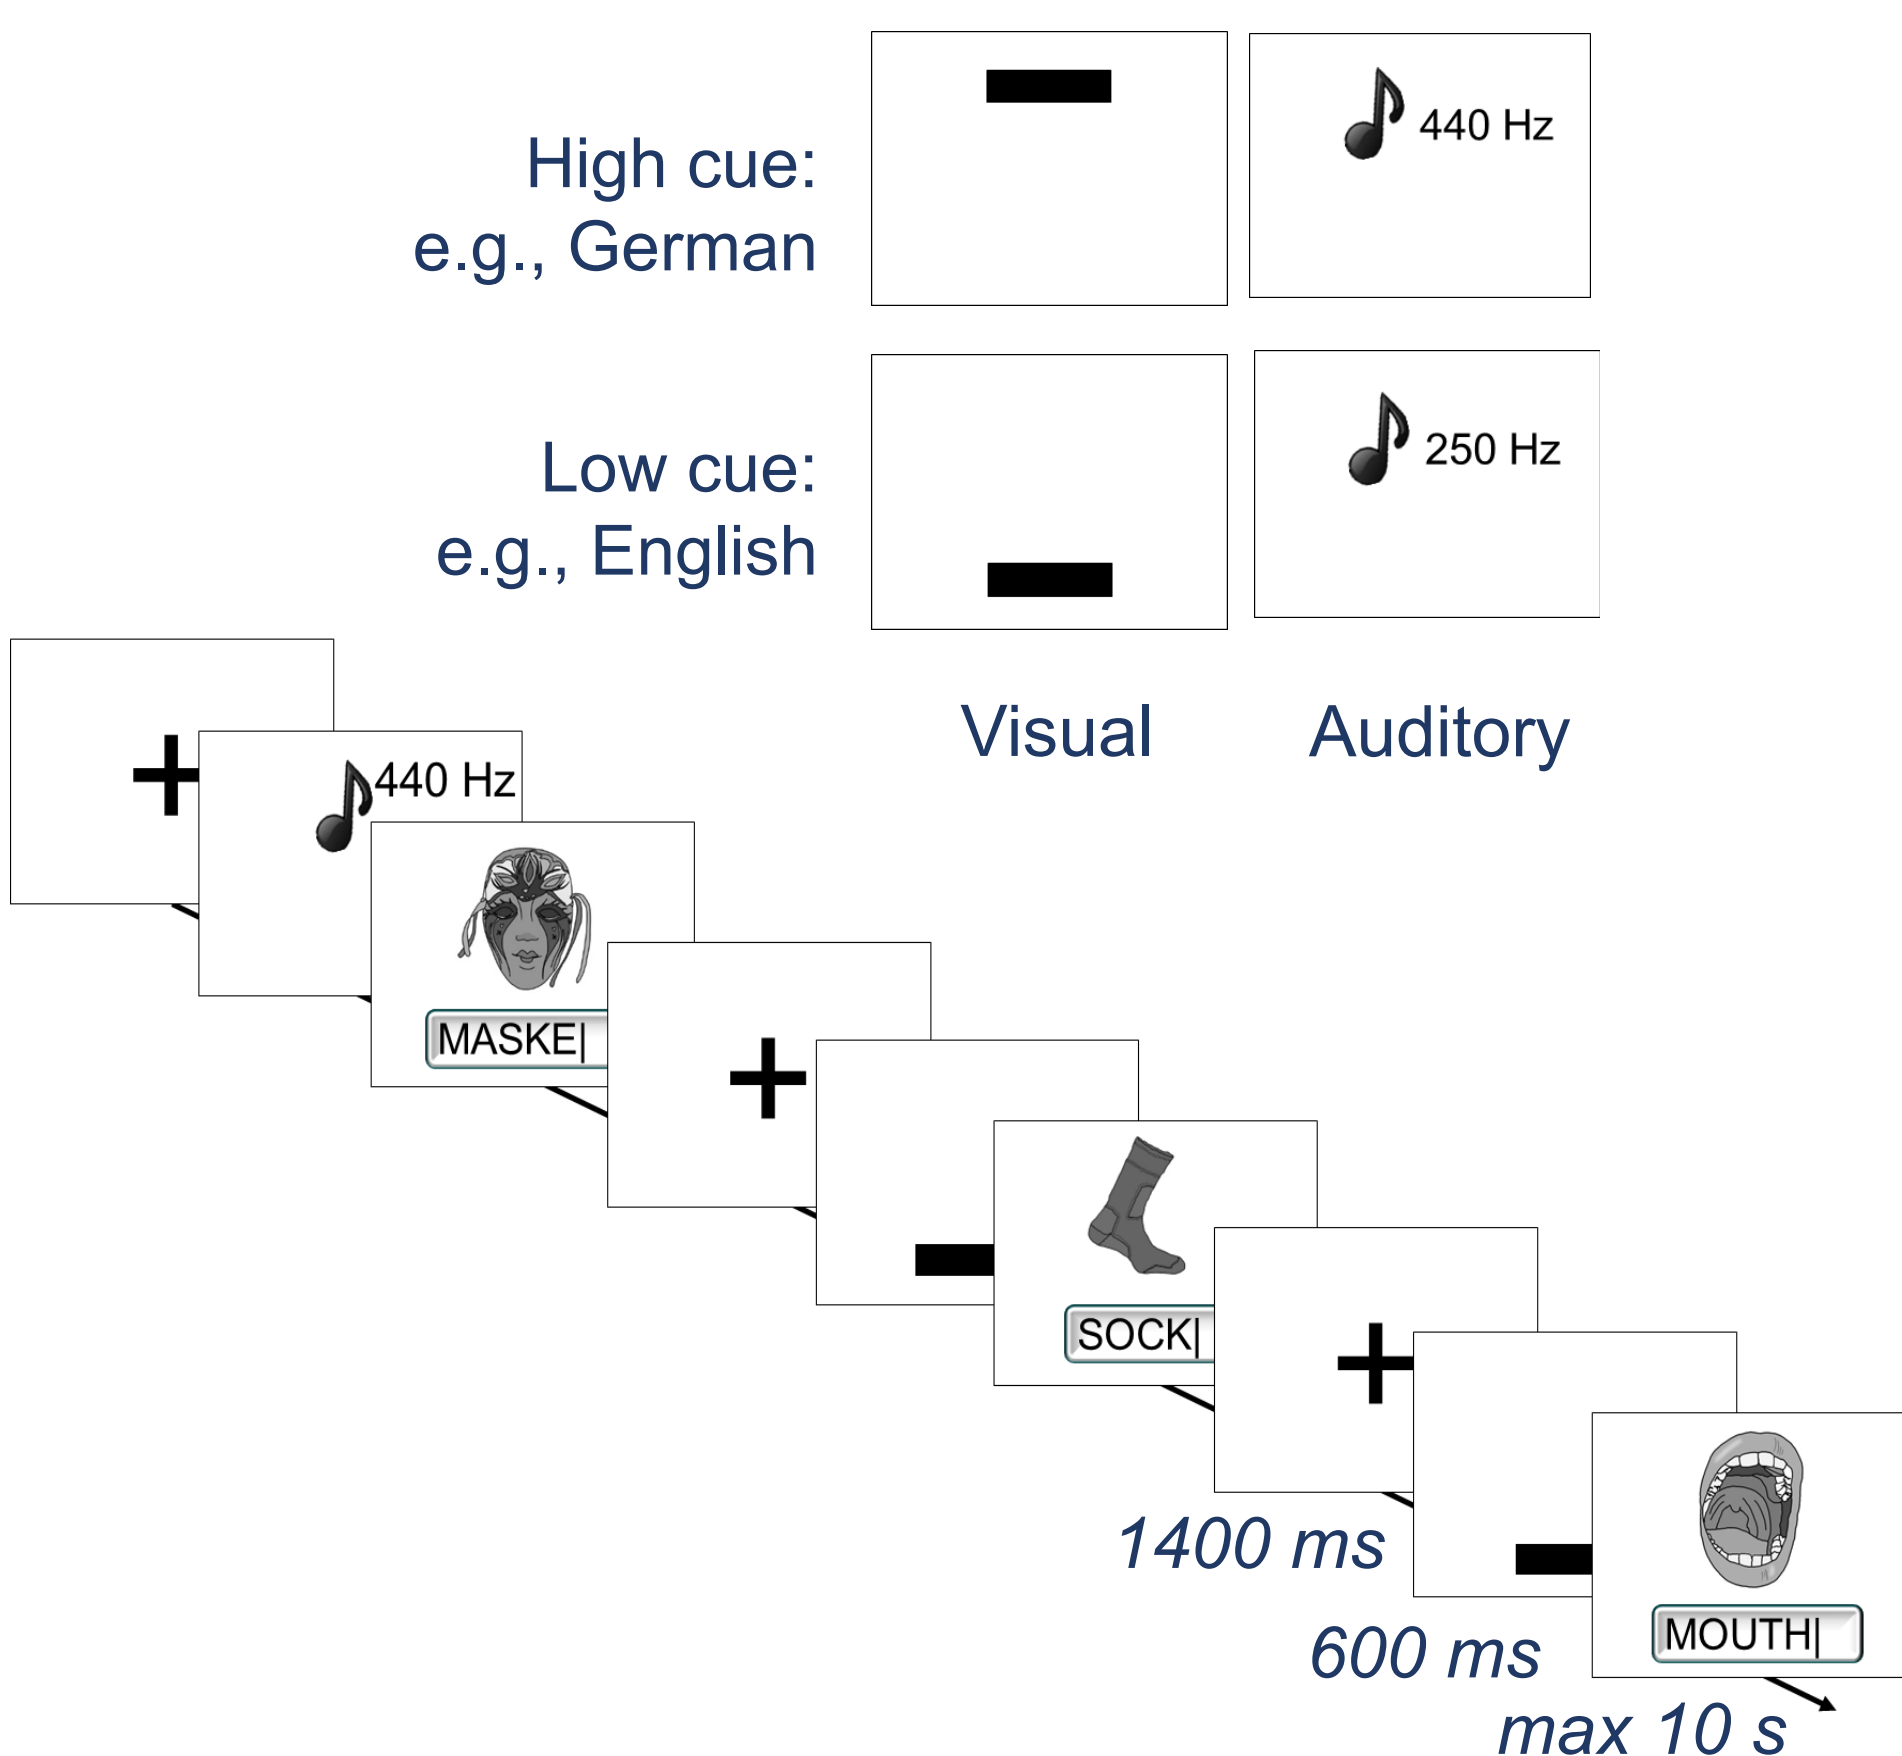 440 Hz
High cue:
e.g., German
250 Hz
Low cue:
e.g., English
Visual
Auditory
440 Hz
MASKE|
SOCK|
1400 ms
600 ms
MOUTH|
max 10 s